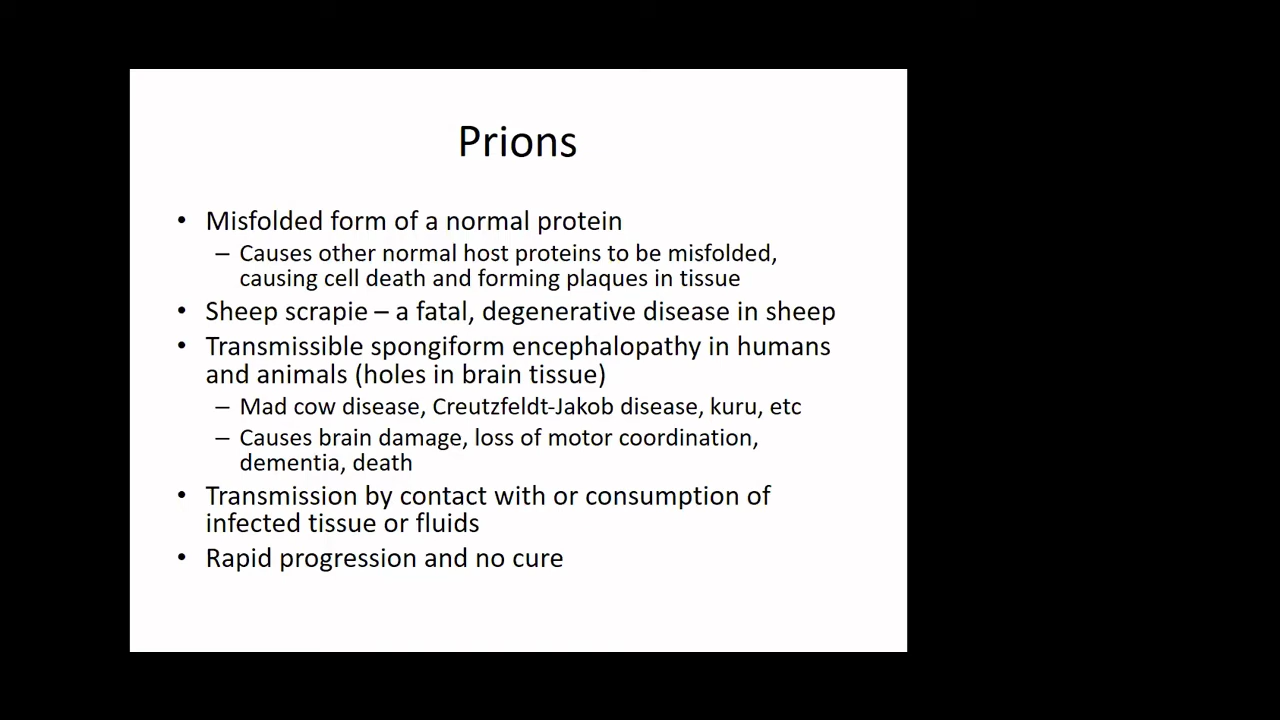 Prions
• Misfolded form of a normal protein
– Causes other normal host proteins to be misfolded,
causing cell death and forming plaques in tissue
• Sheep scrapie – a fatal, degenerative disease in sheep
• Transmissible spongiform encephalopathy in humans
and animals (holes in brain tissue)
– Mad cow disease, Creutzfeldt-Jakob disease, kuru, etc
– Causes brain damage, loss of motor coordination,
dementia, death
• Transmission by contact with or consumption of
infected tissue or fluids
• Rapid progression and no cure